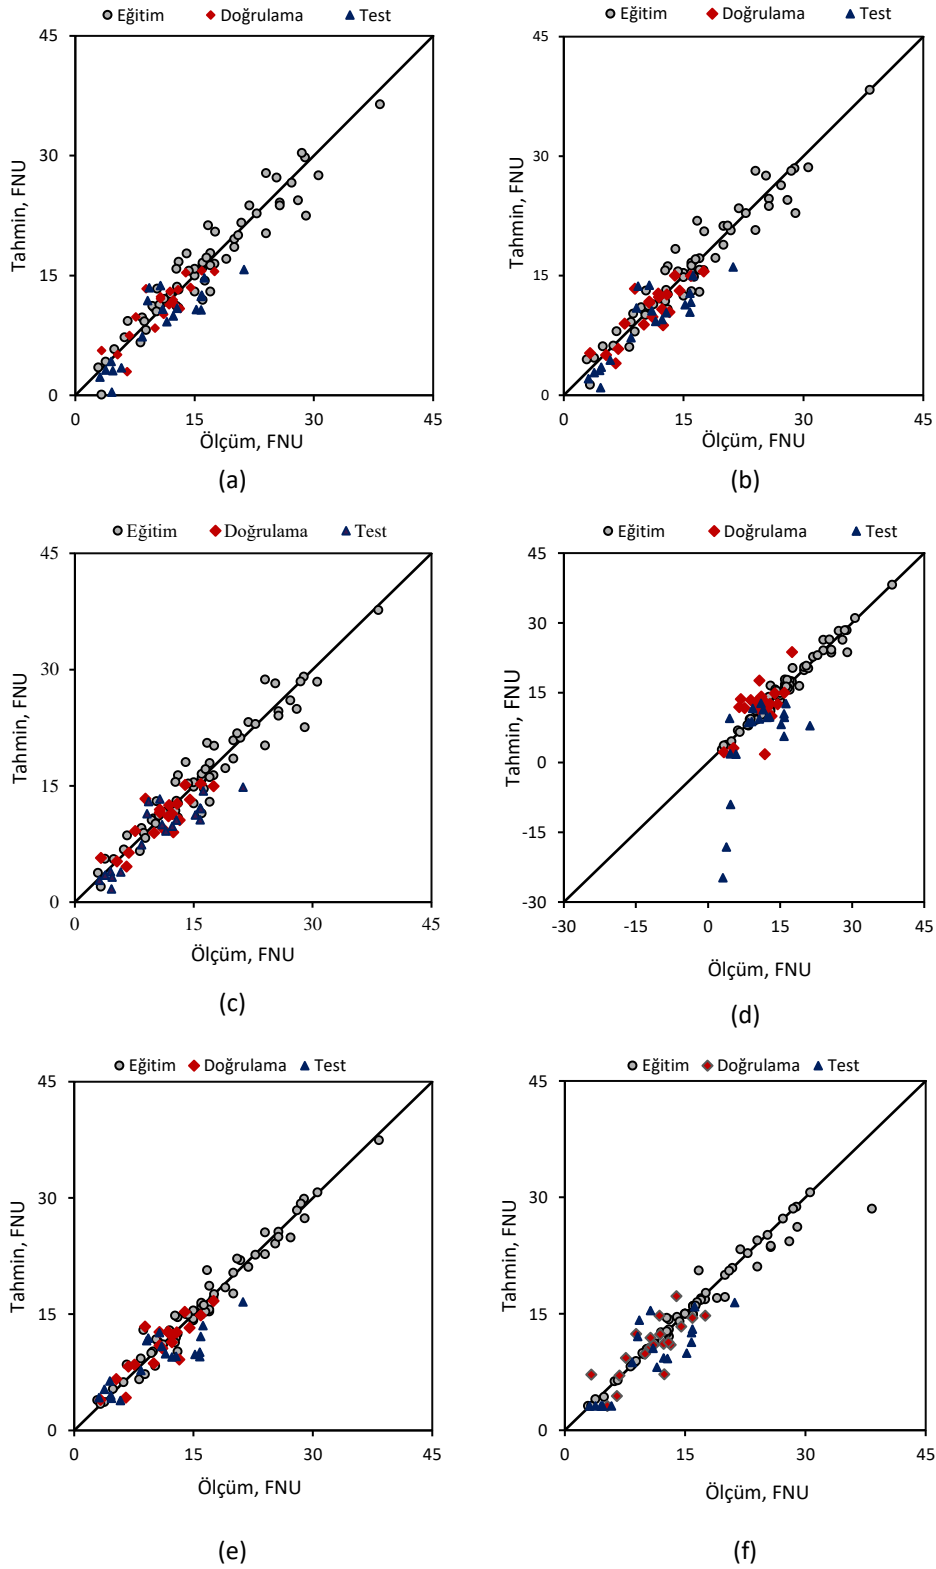 Eğitim Doğrulama Test
45
30
15
0
Tahmin, FNU
0 15 30 45
Ölçüm, FNU
(a)
Eğitim Doğrulama Test
45
30
15
0
Tahmin, FNU
0 15 30 45
Ölçüm, FNU
(b)
Eğitim Doğrulama Test
45
30
15
0
Tahmin, FNU
0 15 30 45
Ölçüm, FNU
(c)
Eğitim Doğrulama Test
45
30
15
0
-15
-30
Tahmin, FNU
-30 -15 0 15 30 45
Ölçüm, FNU
(d)
Eğitim Doğrulama Test
45
30
15
0
Tahmin, FNU
0 15 30 45
Ölçüm, FNU
(e)
Eğitim Doğrulama Test
45
30
15
0
Tahmin, FNU
0 15 30 45
Ölçüm, FNU
(f)